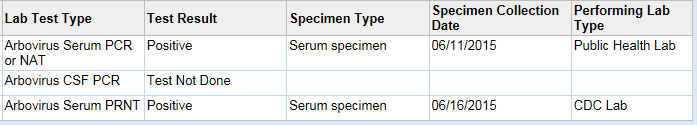 Lab Test Type Test Result Specimen Type Specimen Collection Date Performing Lab Type
Arbovirus Serum PCR or NAT Positive Serum specimen 06/11/2015 Public Health Lab
Arbovirus CSF PCR Test Not Done
Arbovirus Serum PRNT Positive Serum specimen 06/16/2015 CDC Lab